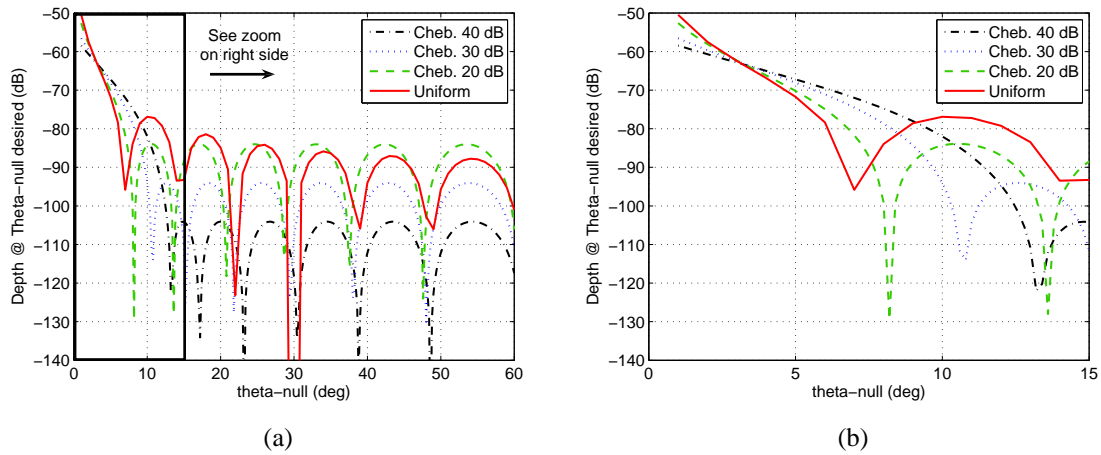 Depth @ Theta−null desired (dB)
−50
−60
−70
−80
−90
−100
−110
−120
−130
−140
0
10
20
30
40
50
60
theta−null (deg)
See zoom
on right side
Cheb. 40 dB
Cheb. 30 dB
Cheb. 20 dB
Uniform
(a)
Depth @ Theta−null desired (dB)
−50
−60
−70
−80
−90
−100
−110
−120
−130
−140
0
5
10
15
theta−null (deg)
Cheb. 40 dB
Cheb. 30 dB
Cheb. 20 dB
Uniform
(b)